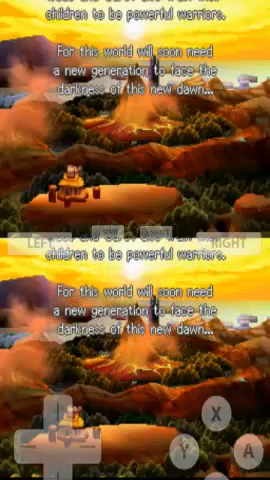 children to be powerful warriors.
For this world will soon need
a new generation to face the
darkness of this new dawn...
START
SELECT
LEFT
RIGHT
children to be powerful warriors.
For this world will soon need
a new generation to face the
darkness of this new dawn...
X
Y
A